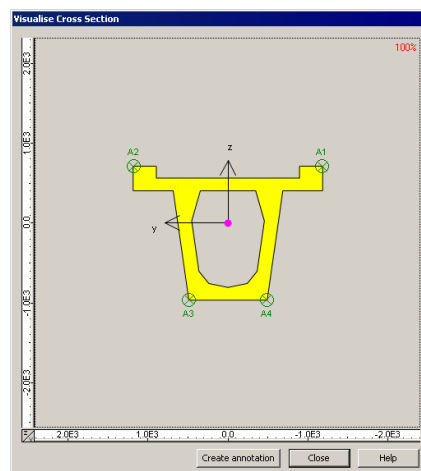 Visualise Cross Section
100%
2.0E3
1.0E3
0.0
-1.0E3
-2.0E3
A2
z
A1
y
A3
A4
2.0E3
1.0E3
0.0
-1.0E3
-2.0E3
Create annotation
Close
Help